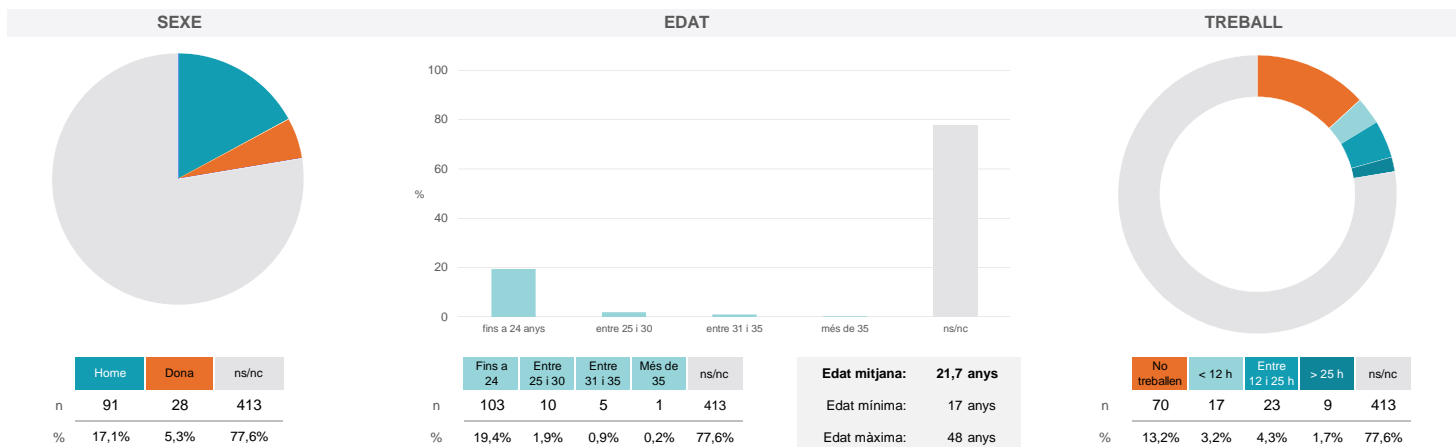 SEXE
EDAT
TREBALL
100
80
60
%
40
20
0
fins a 24 anys
entre 25 i 30
entre 31 i 35
més de 35
ns/nc
Home Dona ns/nc
n 91 28 413
% 17,1% 5,3% 77,6%
Fins a 24 Entre 25 i 30 Entre 31 i 35 Més de 35 ns/nc
n 103 10 5 1 413
% 19,4% 1,9% 0,9% 0,2% 77,6%
Edat mitjana: 21,7 anys
Edat mínima: 17 anys
Edat màxima: 48 anys
No treballen < 12 h Entre 12 i 25 h > 25 h ns/nc
n 70 17 23 9 413
% 13,2% 3,2% 4,3% 1,7% 77,6%